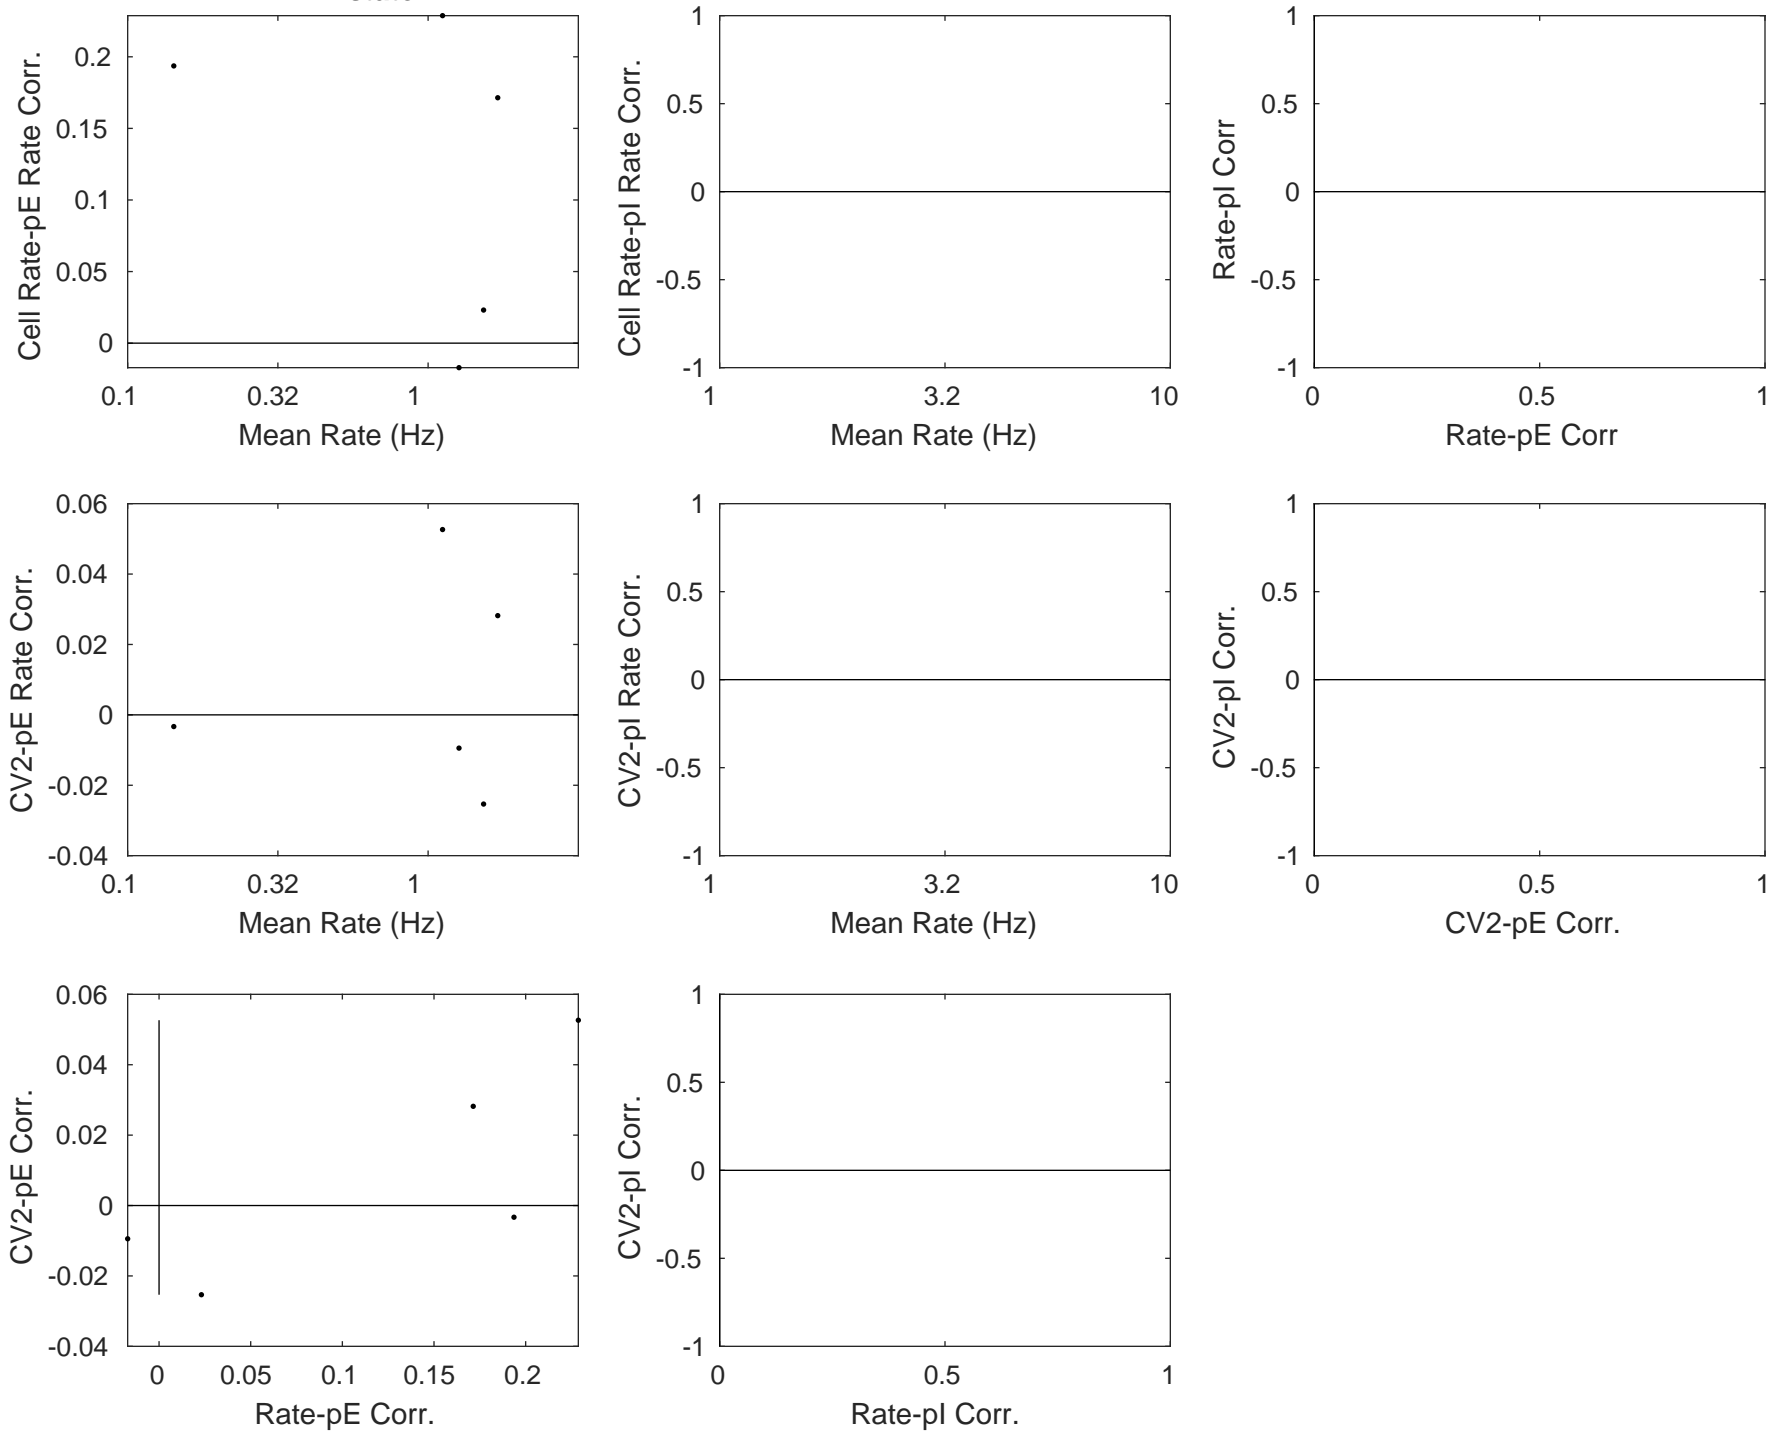 0.2
0.15
0.1
0.05
0
Cell Rate-pE Rate Corr.
0.1 0.32 1
Mean Rate (Hz)
1
0.5
0
-0.5
-1
Cell Rate-pI Rate Corr.
1 3.2 10
Mean Rate (Hz)
1
0.5
0
-0.5
-1
Rate-pI Corr
0 0.5 1
Rate-pE Corr
0.06
0.04
0.02
0
-0.02
-0.04
CV2-pE Rate Corr.
0.1 0.32 1
Mean Rate (Hz)
1
0.5
0
-0.5
-1
CV2-pI Rate Corr.
1 3.2 10
Mean Rate (Hz)
1
0.5
0
-0.5
-1
CV2-pI Corr.
0 0.5 1
CV2-pE Corr.
0.06
0.04
0.02
0
-0.02
-0.04
CV2-pE Corr.
0 0.05 0.1 0.15 0.2
Rate-pE Corr.
1
0.5
0
-0.5
-1
CV2-pI Corr.
0 0.5 1
Rate-pI Corr.